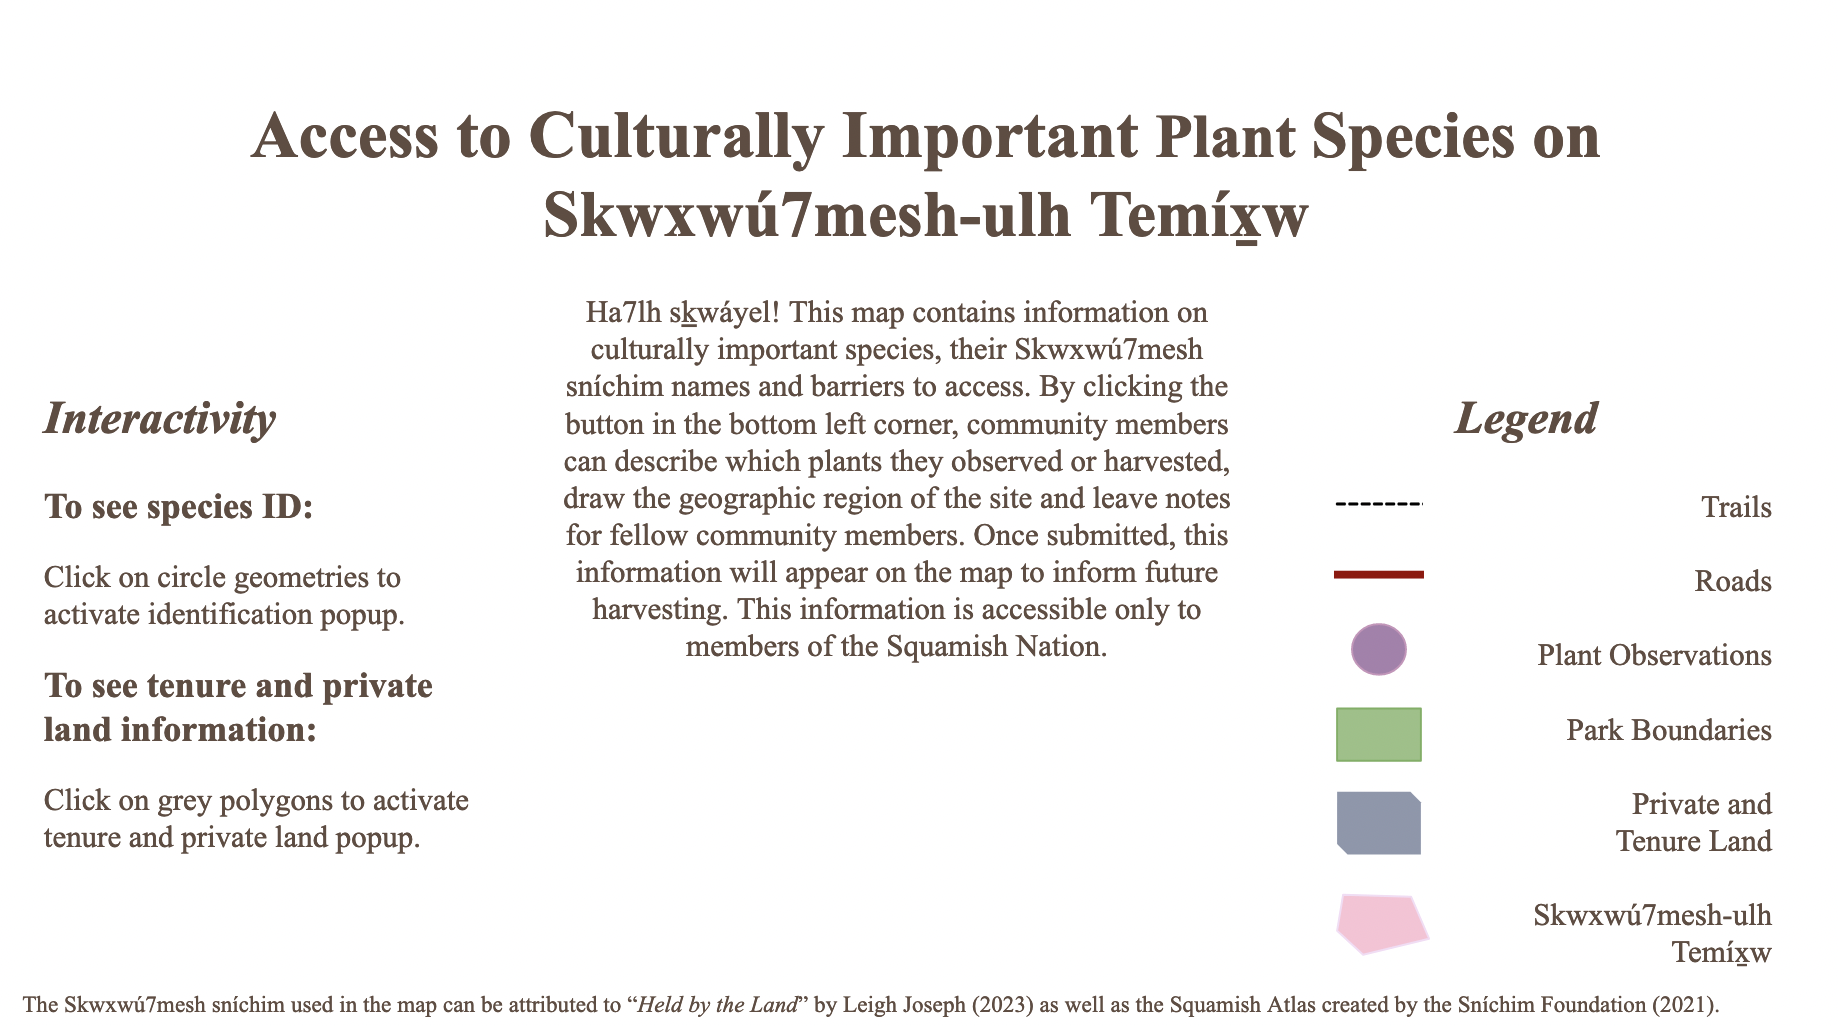 Access to Culturally Important Plant Species on
Skwxwú7mesh-ulh Temíx̲w
Ha7lh sk̲wáyel! This map contains information on
culturally important species, their Skwxwú7mesh
sníchim names and barriers to access. By clicking the
button in the bottom left corner, community members
can describe which plants they observed or harvested,
draw the geographic region of the site and leave notes
for fellow community members. Once submitted, this
information will appear on the map to inform future
harvesting. This information is accessible only to
members of the Squamish Nation.
Interactivity
To see species ID:
Click on circle geometries to
activate identification popup.
To see tenure and private
land information:
Click on grey polygons to activate
tenure and private land popup.
Legend
Trails
Roads
Plant Observations
Park Boundaries
Private and
Tenure Land
Skwxwú7mesh-ulh
Temíx̲w
The Skwxwú7mesh sníchim used in the map can be attributed to “Held by the Land” by Leigh Joseph (2023) as well as the Squamish Atlas created by the Sníchim Foundation (2021).